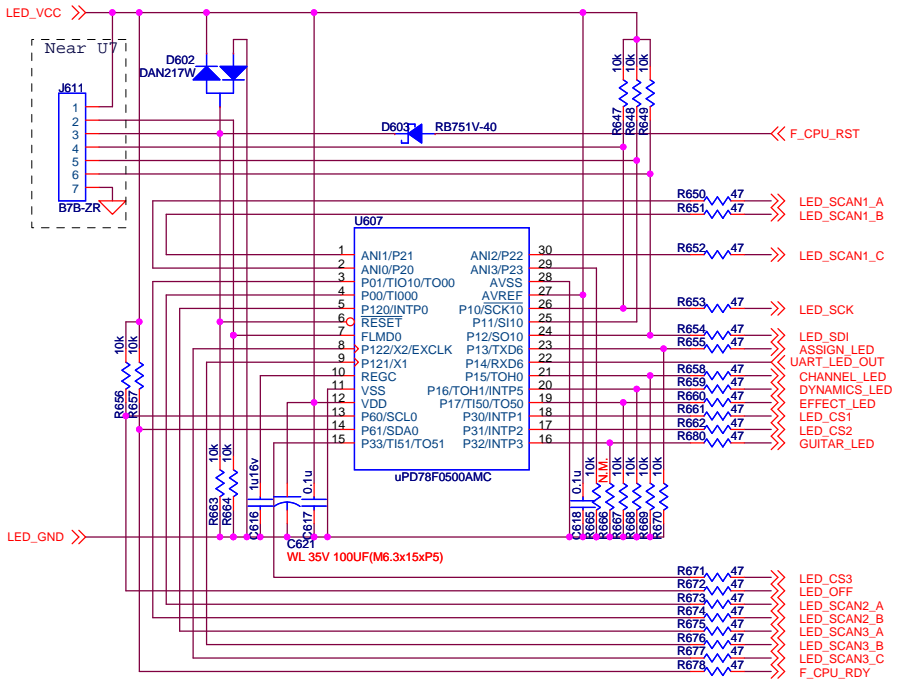 LED_VCC
Near U7
D602
DAN217W
J611
1
2
3
4
5
6
7
B7B-ZR
D603
RB751V-40
F_CPU_RST
10k
10k
10k
R647
R648
R649
R650 47 LED_SCAN1_A
R651 47 LED_SCAN1_B
R652 47 LED_SCAN1_C
R653 47 LED_SCK
R654 47 LED_SDI
R655 47 ASSIGN_LED
UART_LED_OUT
R658 47 CHANNEL_LED
R659 47 DYNAMICS_LED
R660 47 EFFECT_LED
R661 47 LED_CS1
R662 47 LED_CS2
R680 47 GUITAR_LED
U607
1 ANI1/P21 ANI2/P22 30
2 ANI0/P20 ANI3/P23 29
3 P01/TIO10/TO00 AVSS 28
4 P00/TI000 AVREF 27
5 P120/INTP0 P10/SCK10 26
6 RESET P11/SI10 25
7 FLMD0 P12/SO10 24
8 P122/X2/EXCLK P13/TXD6 23
9 P121/X1 P14/RXD6 22
10 REGC P15/TOH0 21
11 VSS P16/TOH1/INTP5 20
12 VDD P17/TI50/TO50 19
13 P60/SCL0 P30/INTP1 18
14 P61/SDA0 P31/INTP2 17
15 P33/TI51/TO51 P32/INTP3 16
uPD78F0500AMC
10k
10k
R656
R657
10k
10k
R663
R664
1u16v
C616
0.1u
C617
C621
WL 35V 100UF(M6.3x15xP5)
0.1u
C618
10k
N.M.
10k
10k
10k
10k
R665
R666
R667
R668
R669
R670
LED_GND
R671 47 LED_CS3
R672 47 LED_OFF
R673 47 LED_SCAN2_A
R674 47 LED_SCAN2_B
R675 47 LED_SCAN3_A
R676 47 LED_SCAN3_B
R677 47 LED_SCAN3_C
R678 47 F_CPU_RDY